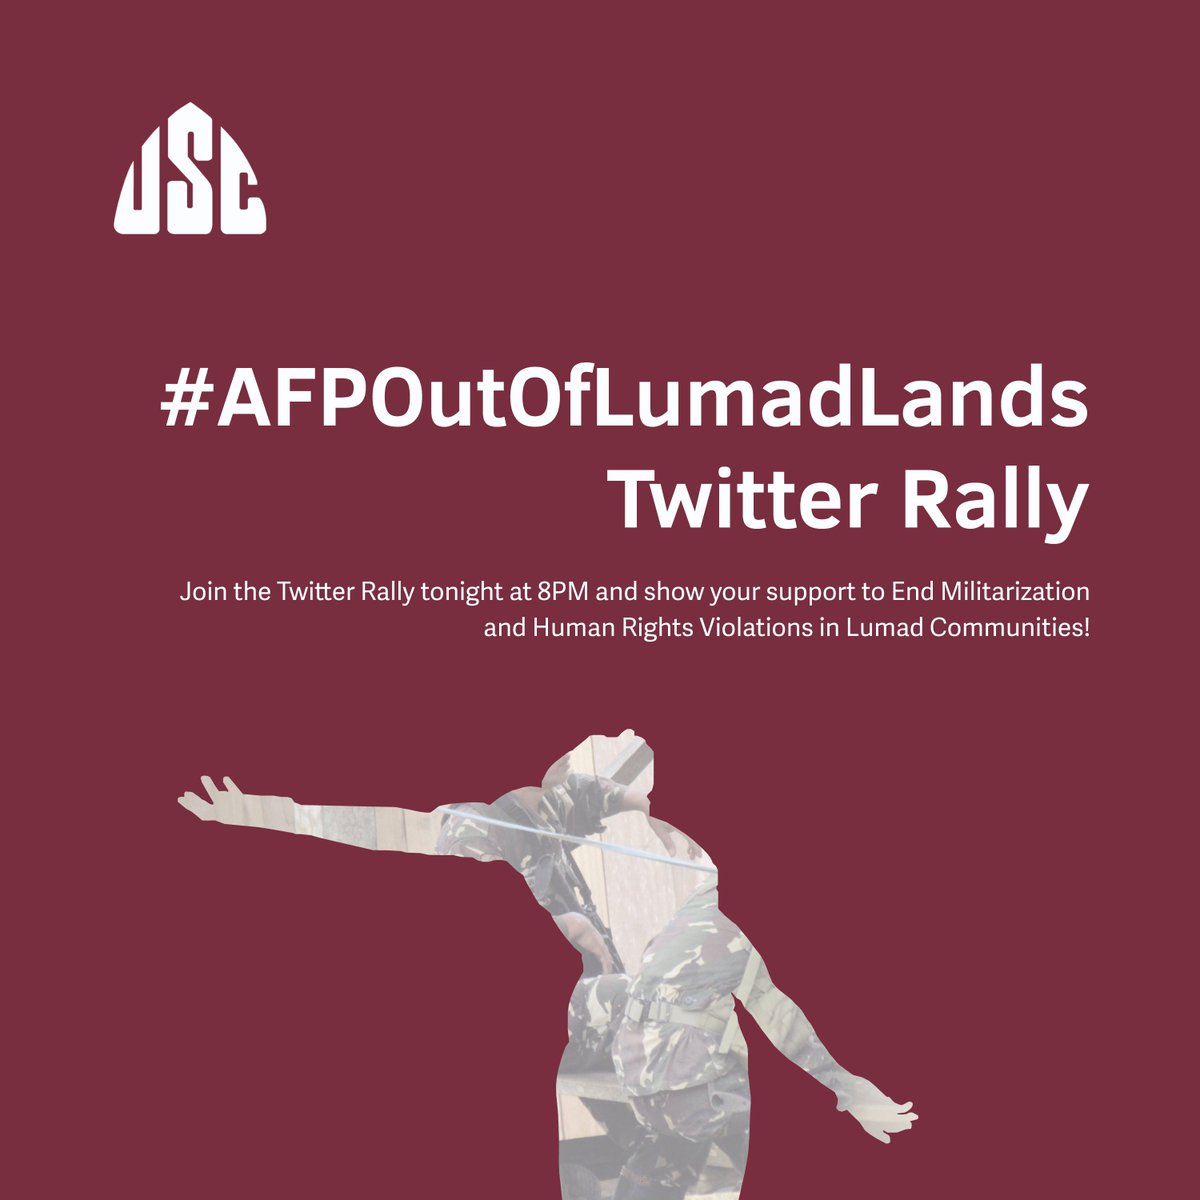 USC
#AFPOutOfLumadLands
Twitter Rally
Join the Twitter Rally tonight at 8PM and show your support to End Militarization
and Human Rights Violations in Lumad Communities!